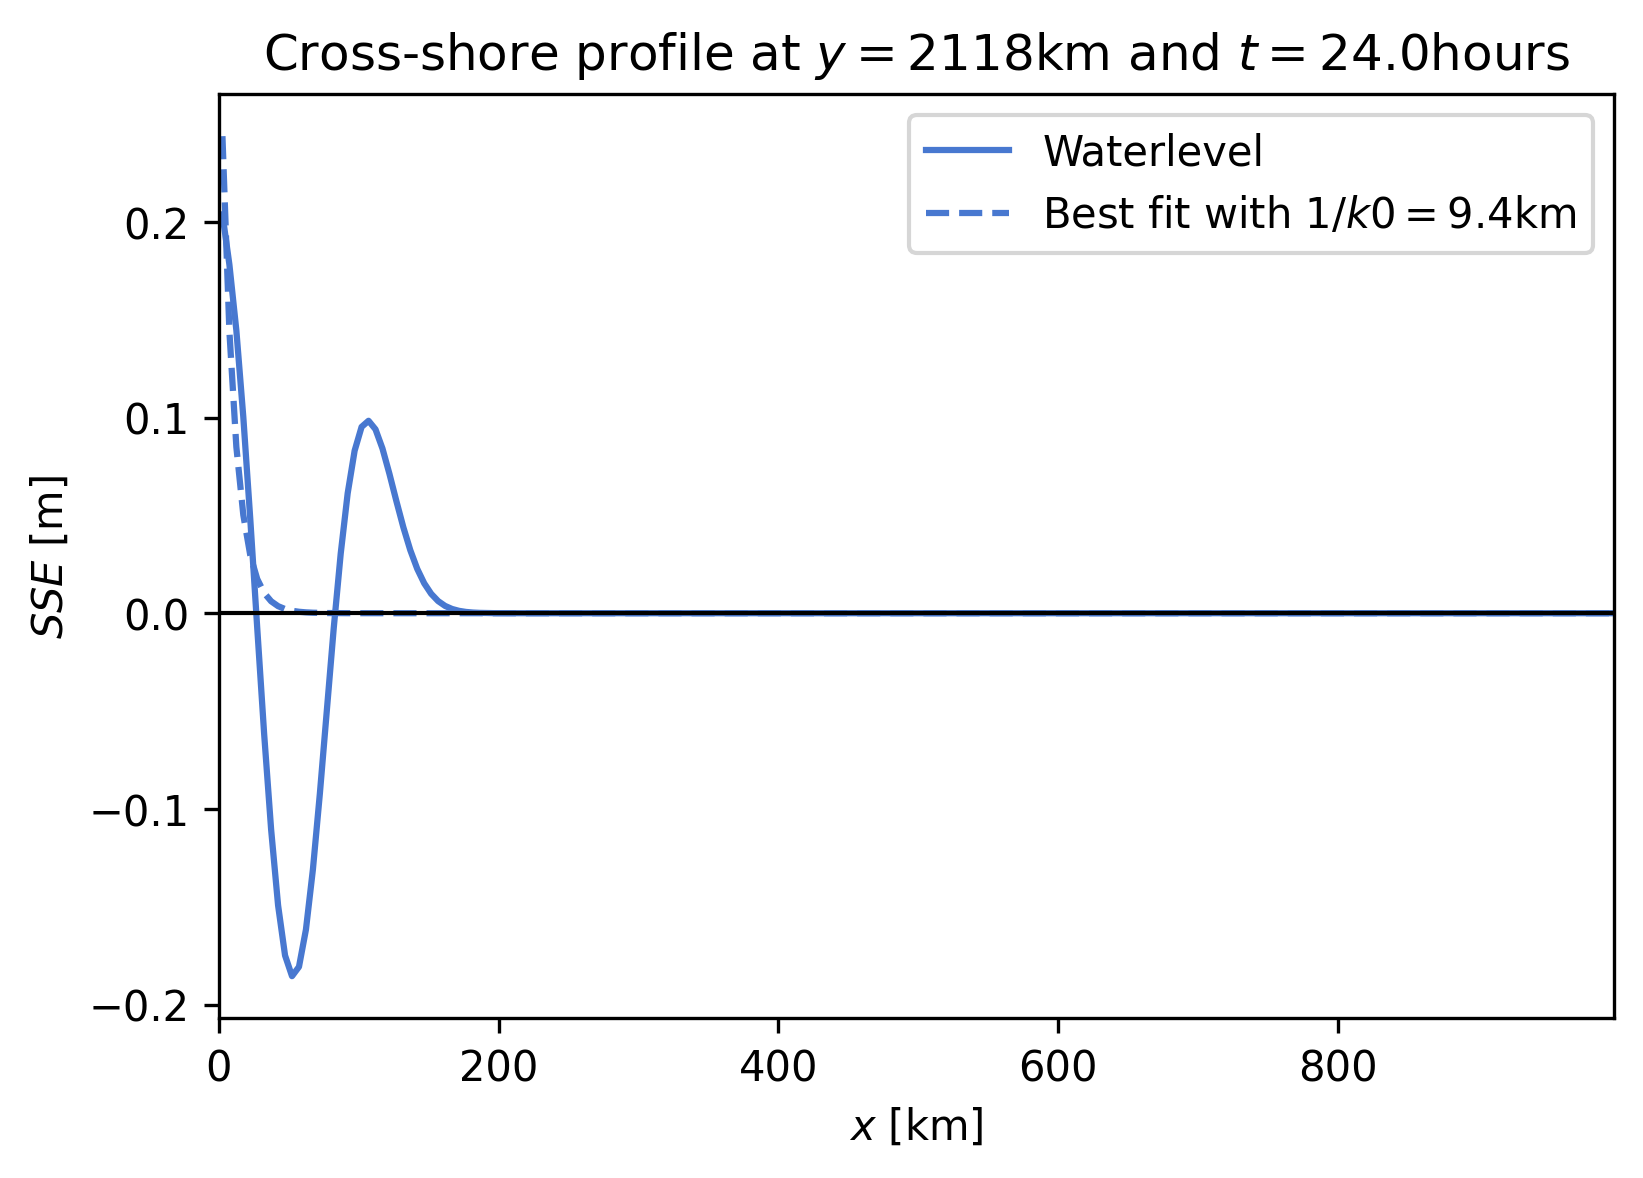 Cross-shore profile at y = 2118km and t = 24.0hours
Waterlevel
Best fit with 1/k0 = 9.4km
SSE [m]
0.2
0.1
0.0
−0.1
−0.2
0 200 400 600 800
x [km]